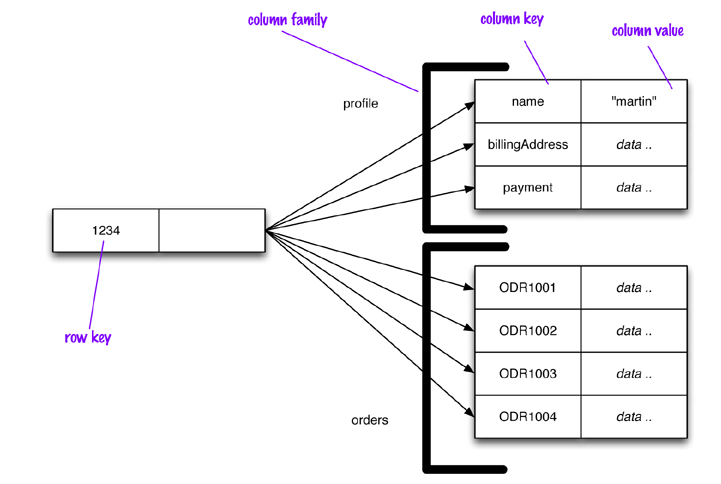 column family
column key
column value
profile
name
"martin"
billingAddress
data ..
payment
data ..
1234
row key
ODR1001
data ..
ODR1002
data ..
ODR1003
data ..
ODR1004
data ..
orders